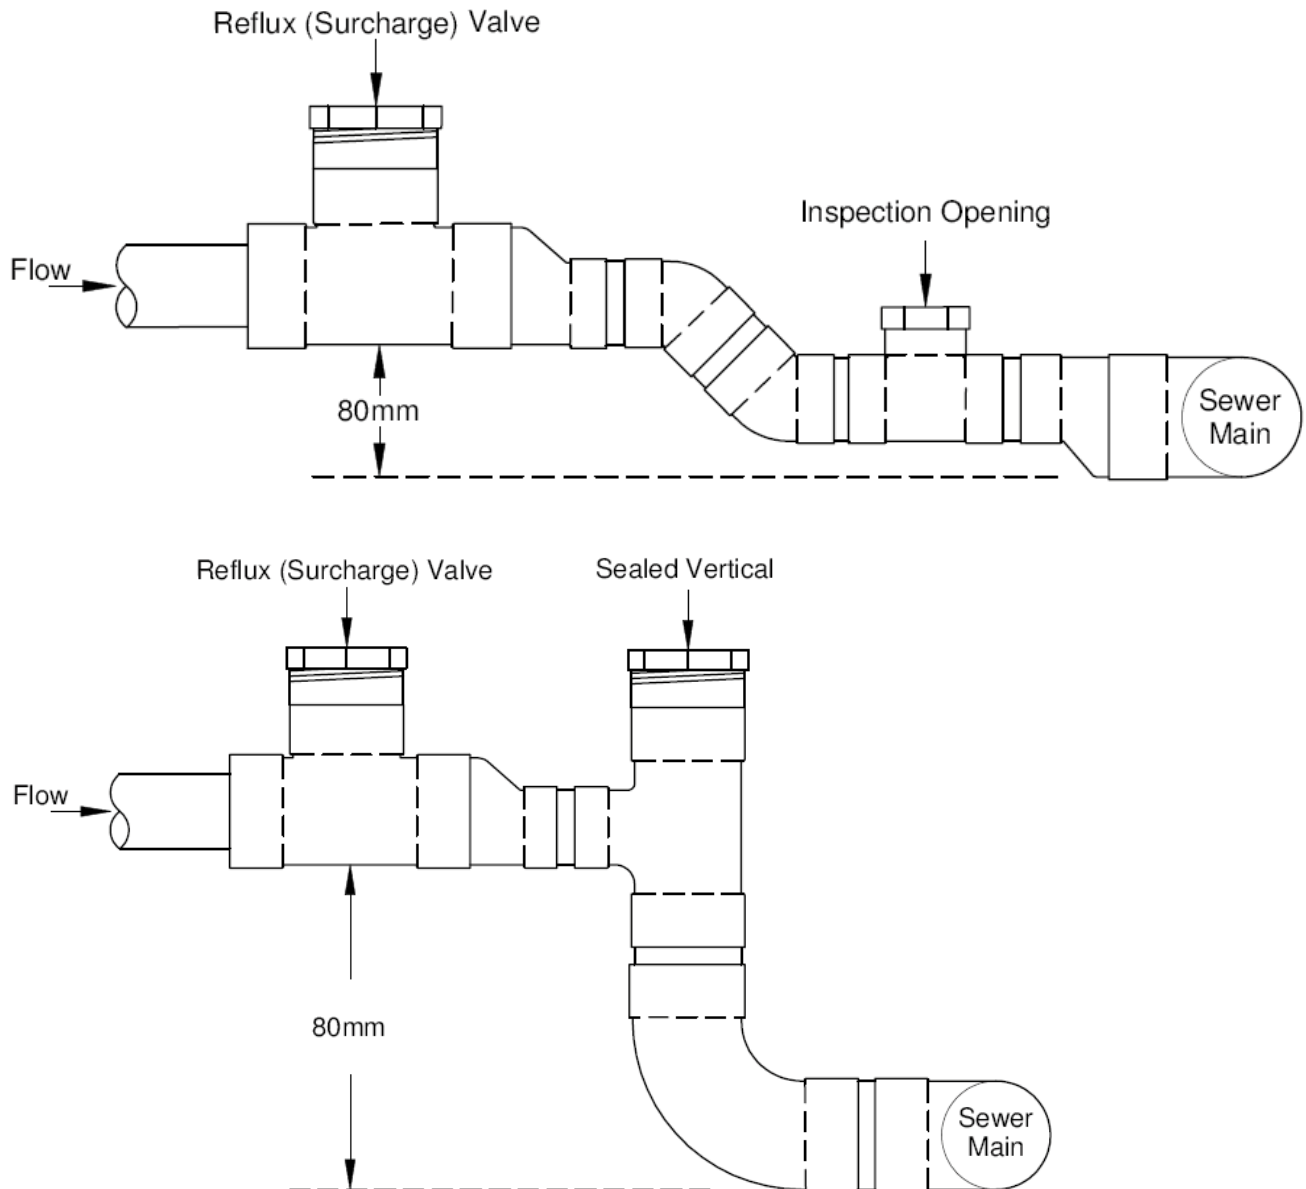 Reflux (Surcharge) Valve
Inspection Opening
Flow
80mm
Sewer
Main
Reflux (Surcharge) Valve
Sealed Vertical
Flow
80mm
Sewer
Main